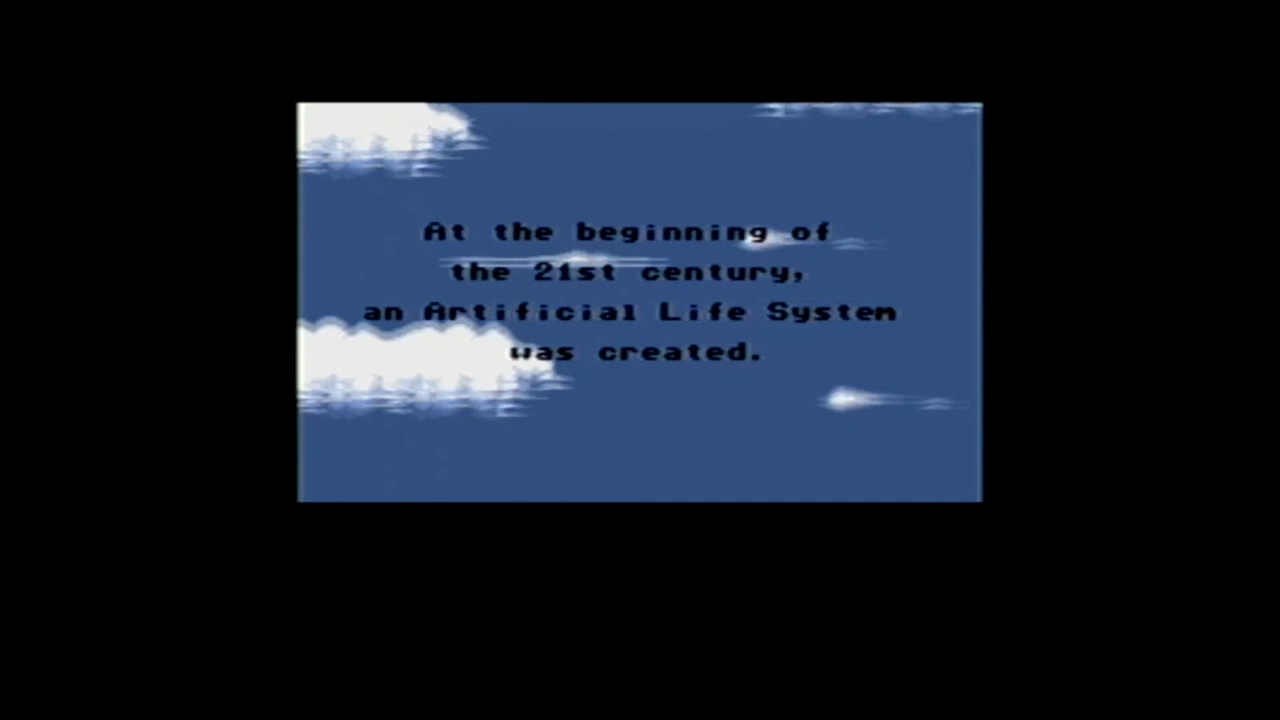 At the beginning of
the 21st century,
an Artificial Life System
was created.